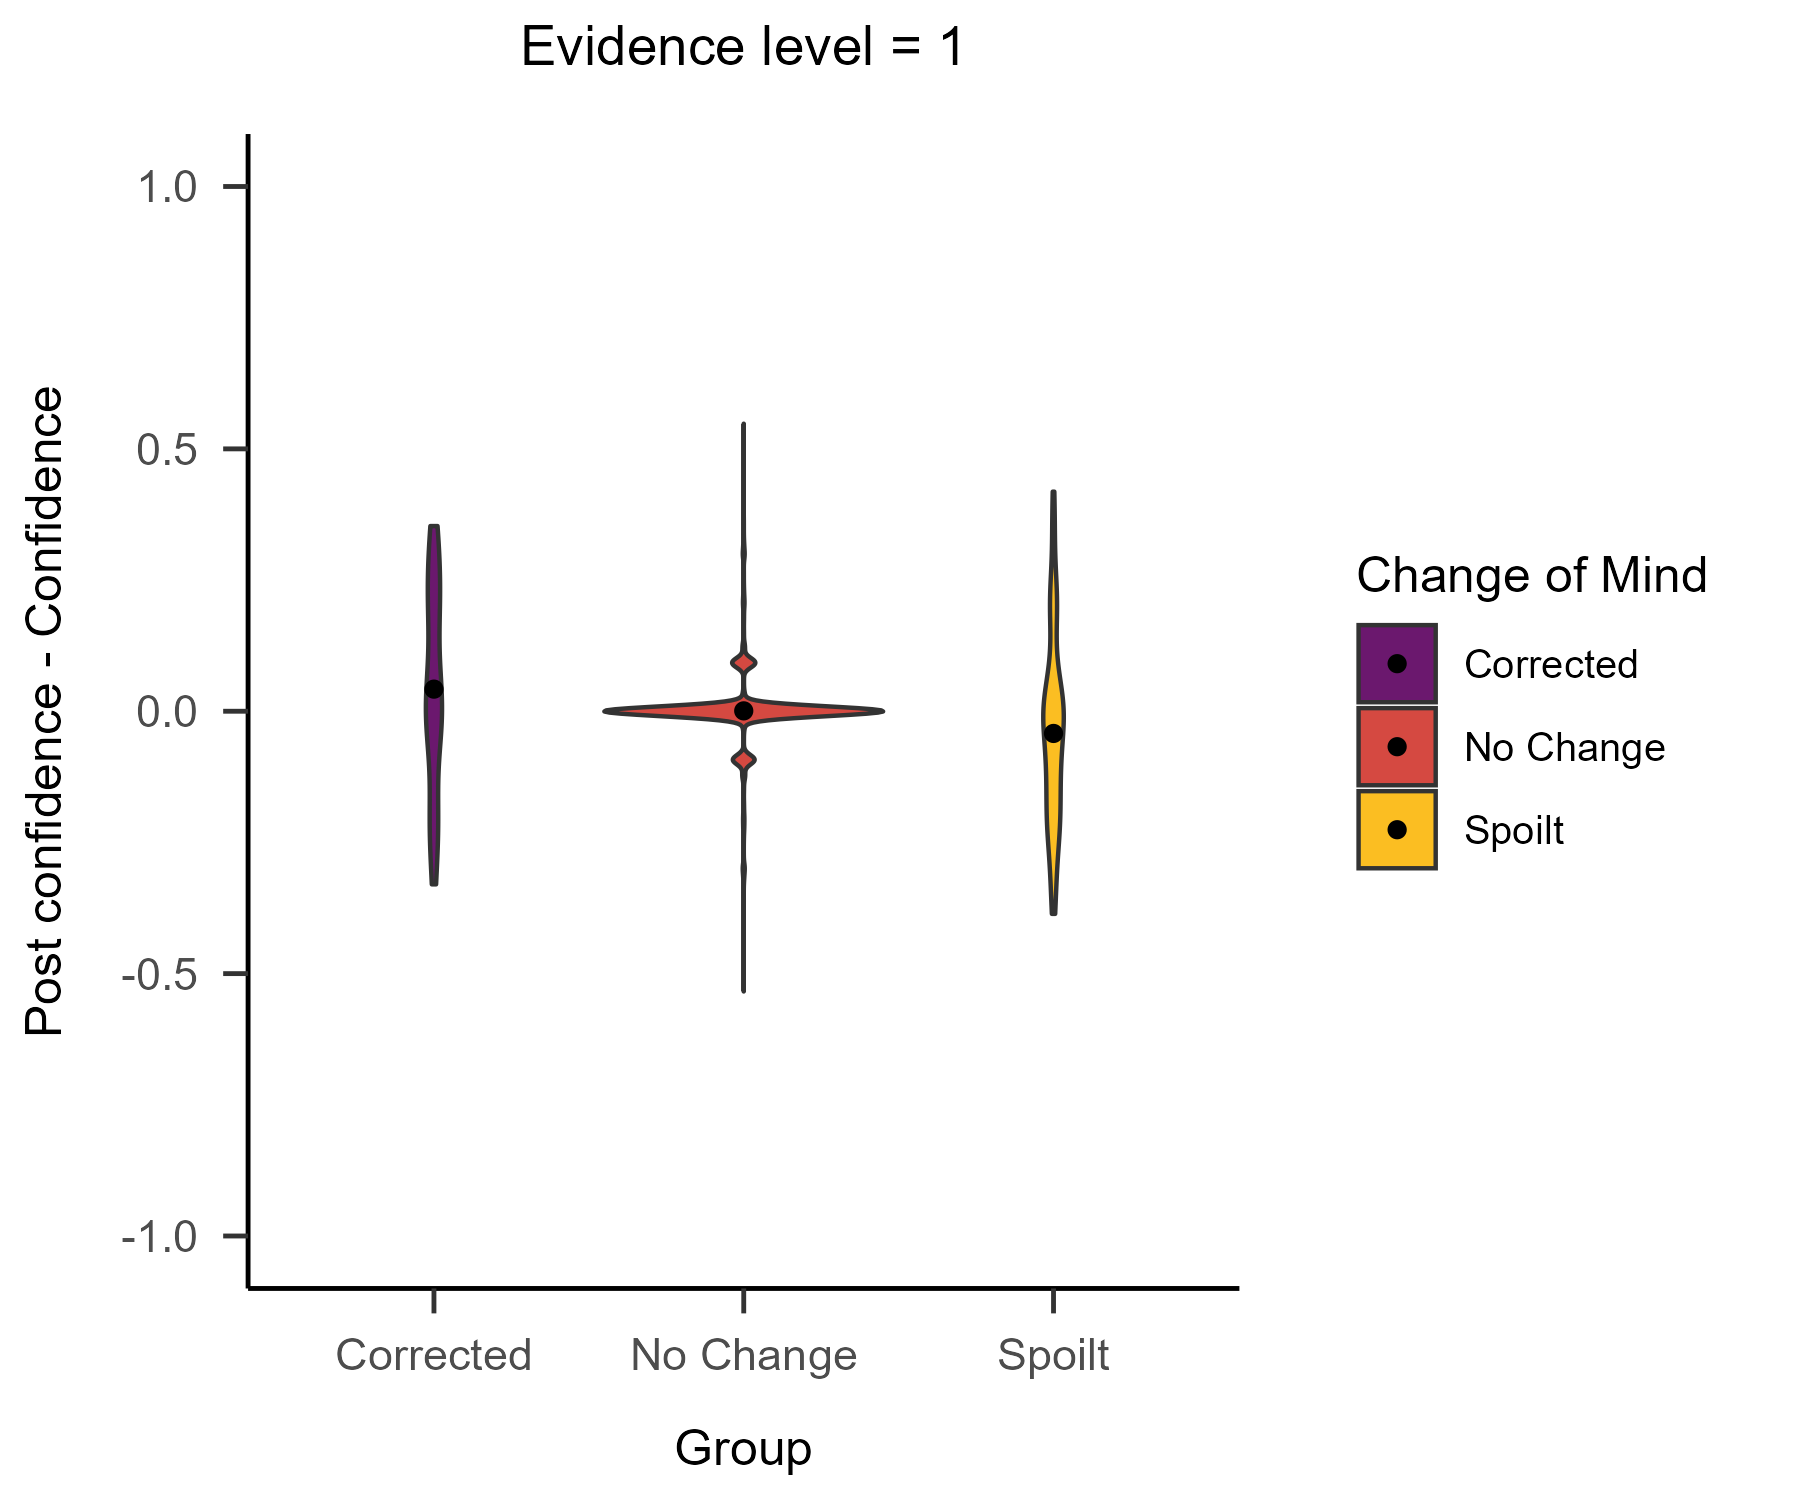 Evidence level = 1
Post confidence - Confidence
1.0
0.5
0.0
-0.5
-1.0
Corrected
No Change
Spoilt
Group
Change of Mind
Corrected
No Change
Spoilt